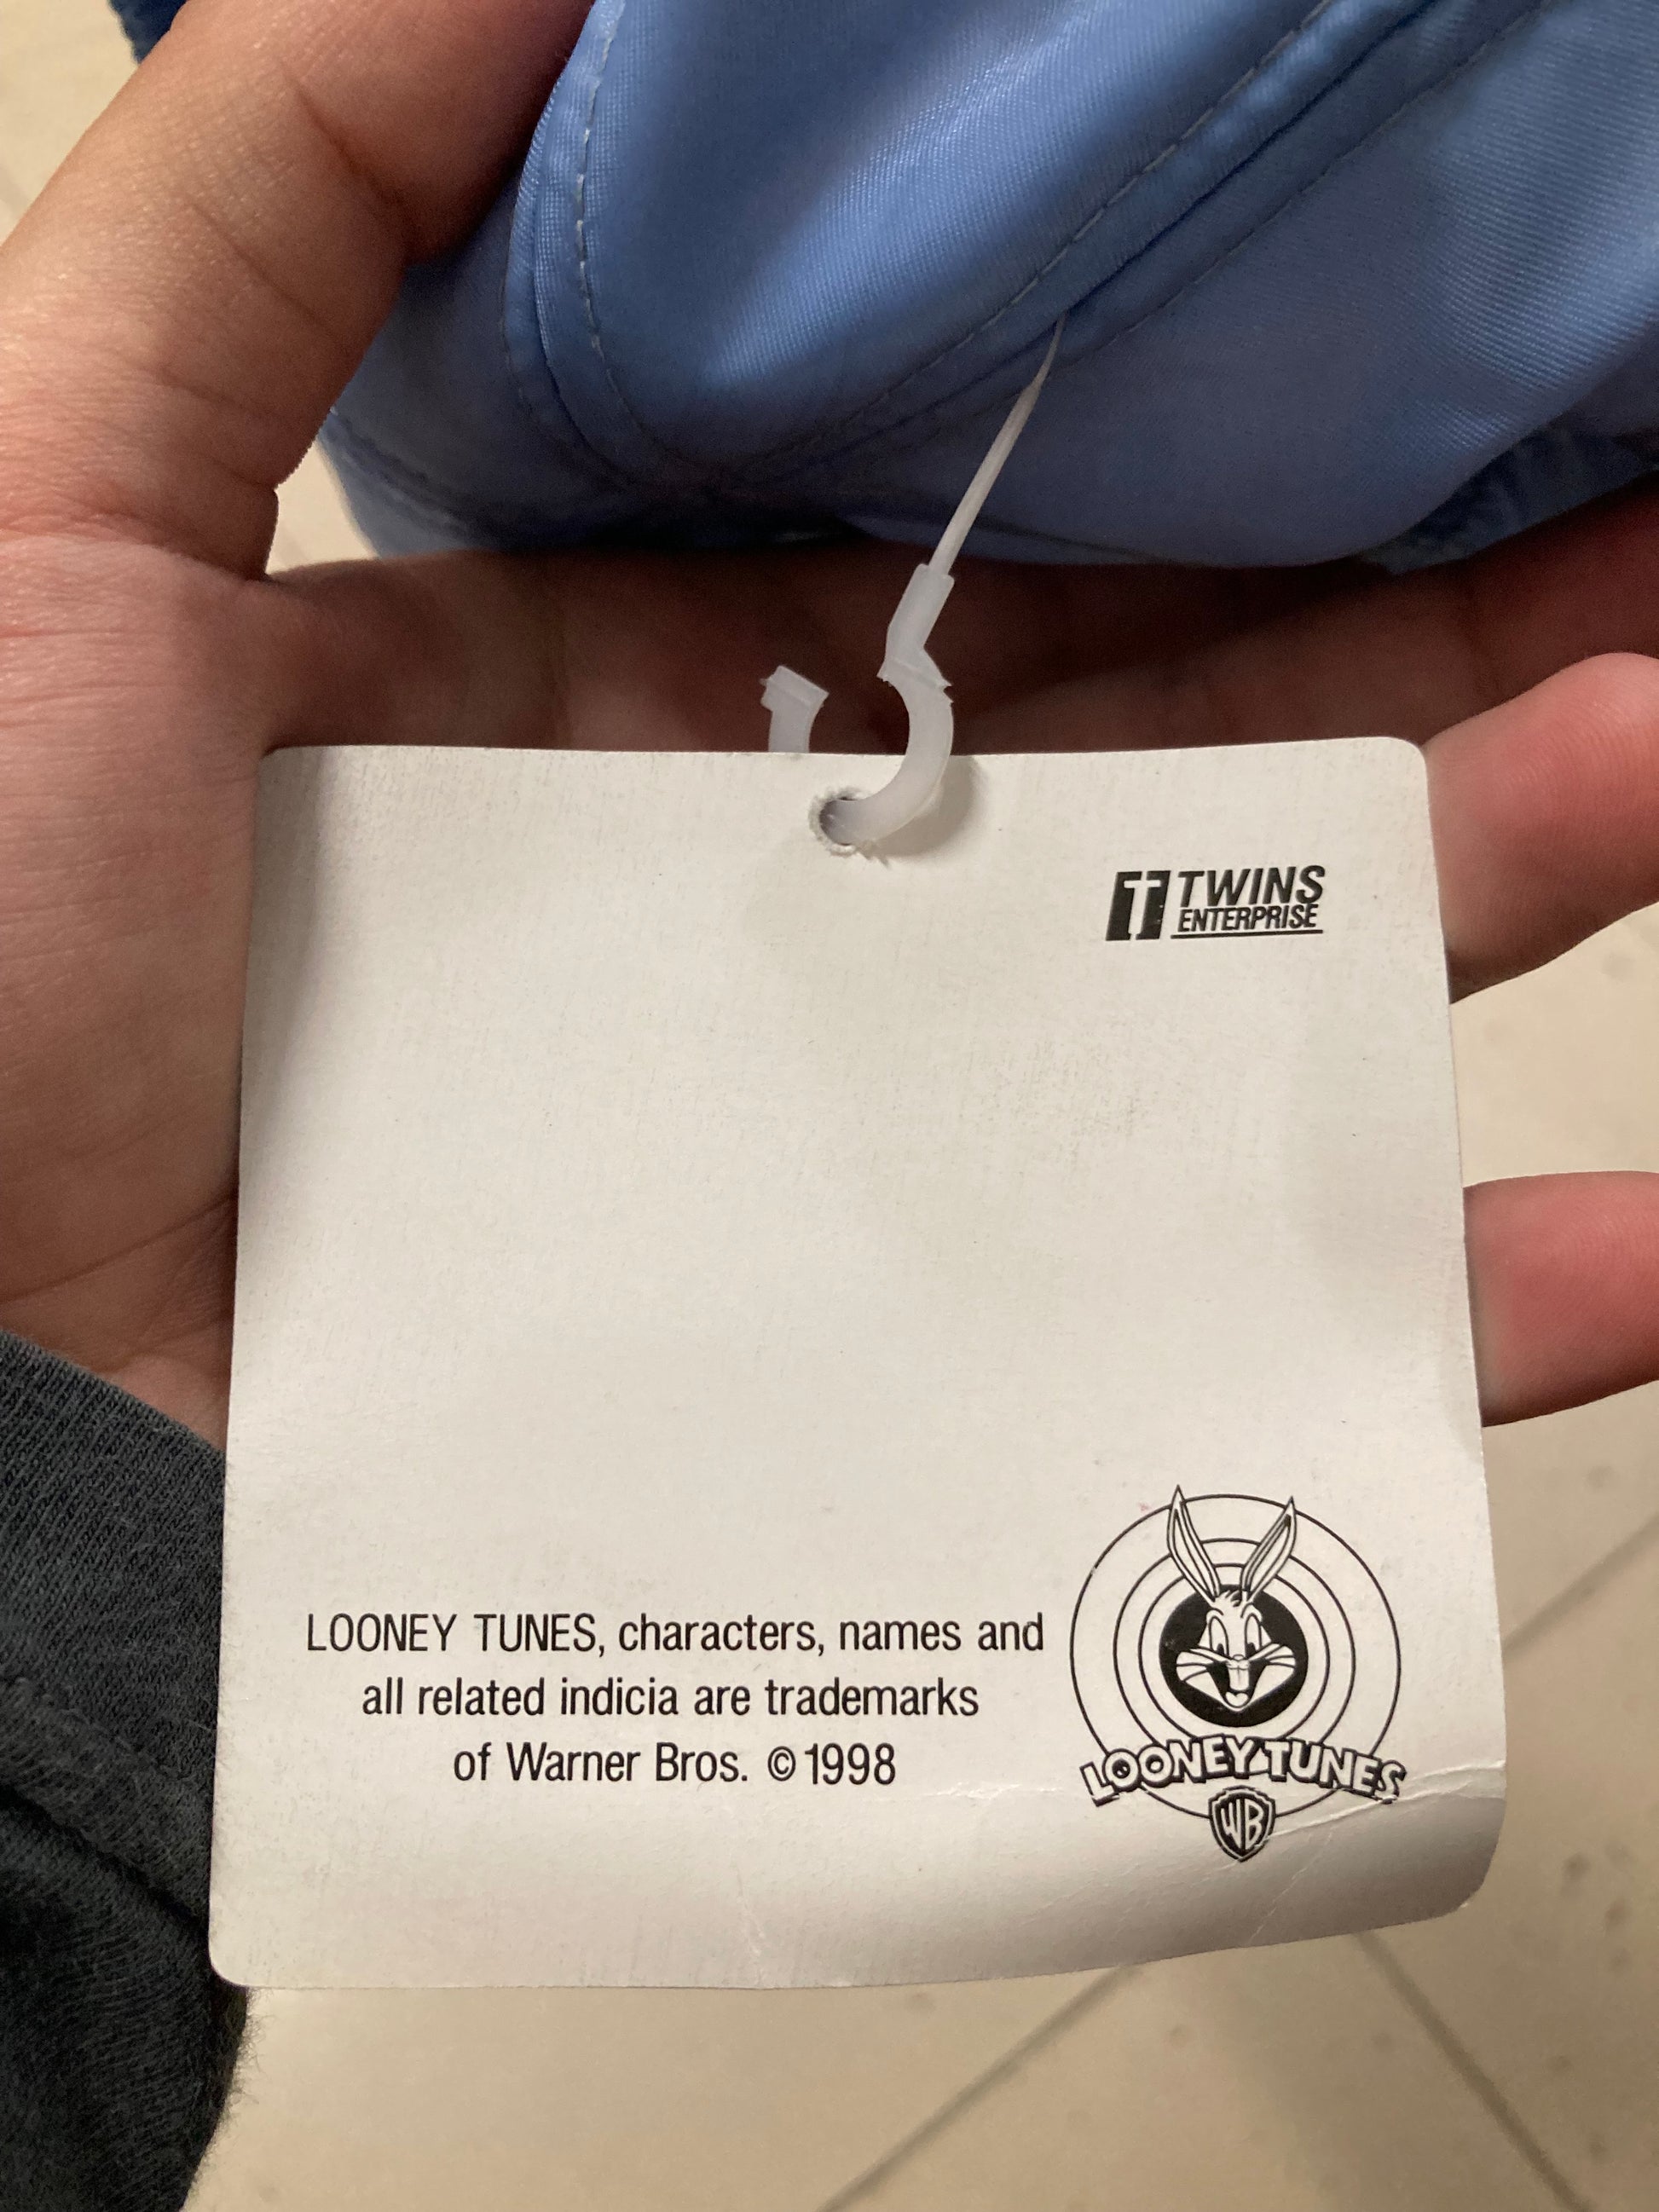 TWINS
ENTERPRISE
LOONEY TUNES, characters, names and
all related indicia are trademarks
of Warner Bros. ©1998
LOONEY TUNES
WB